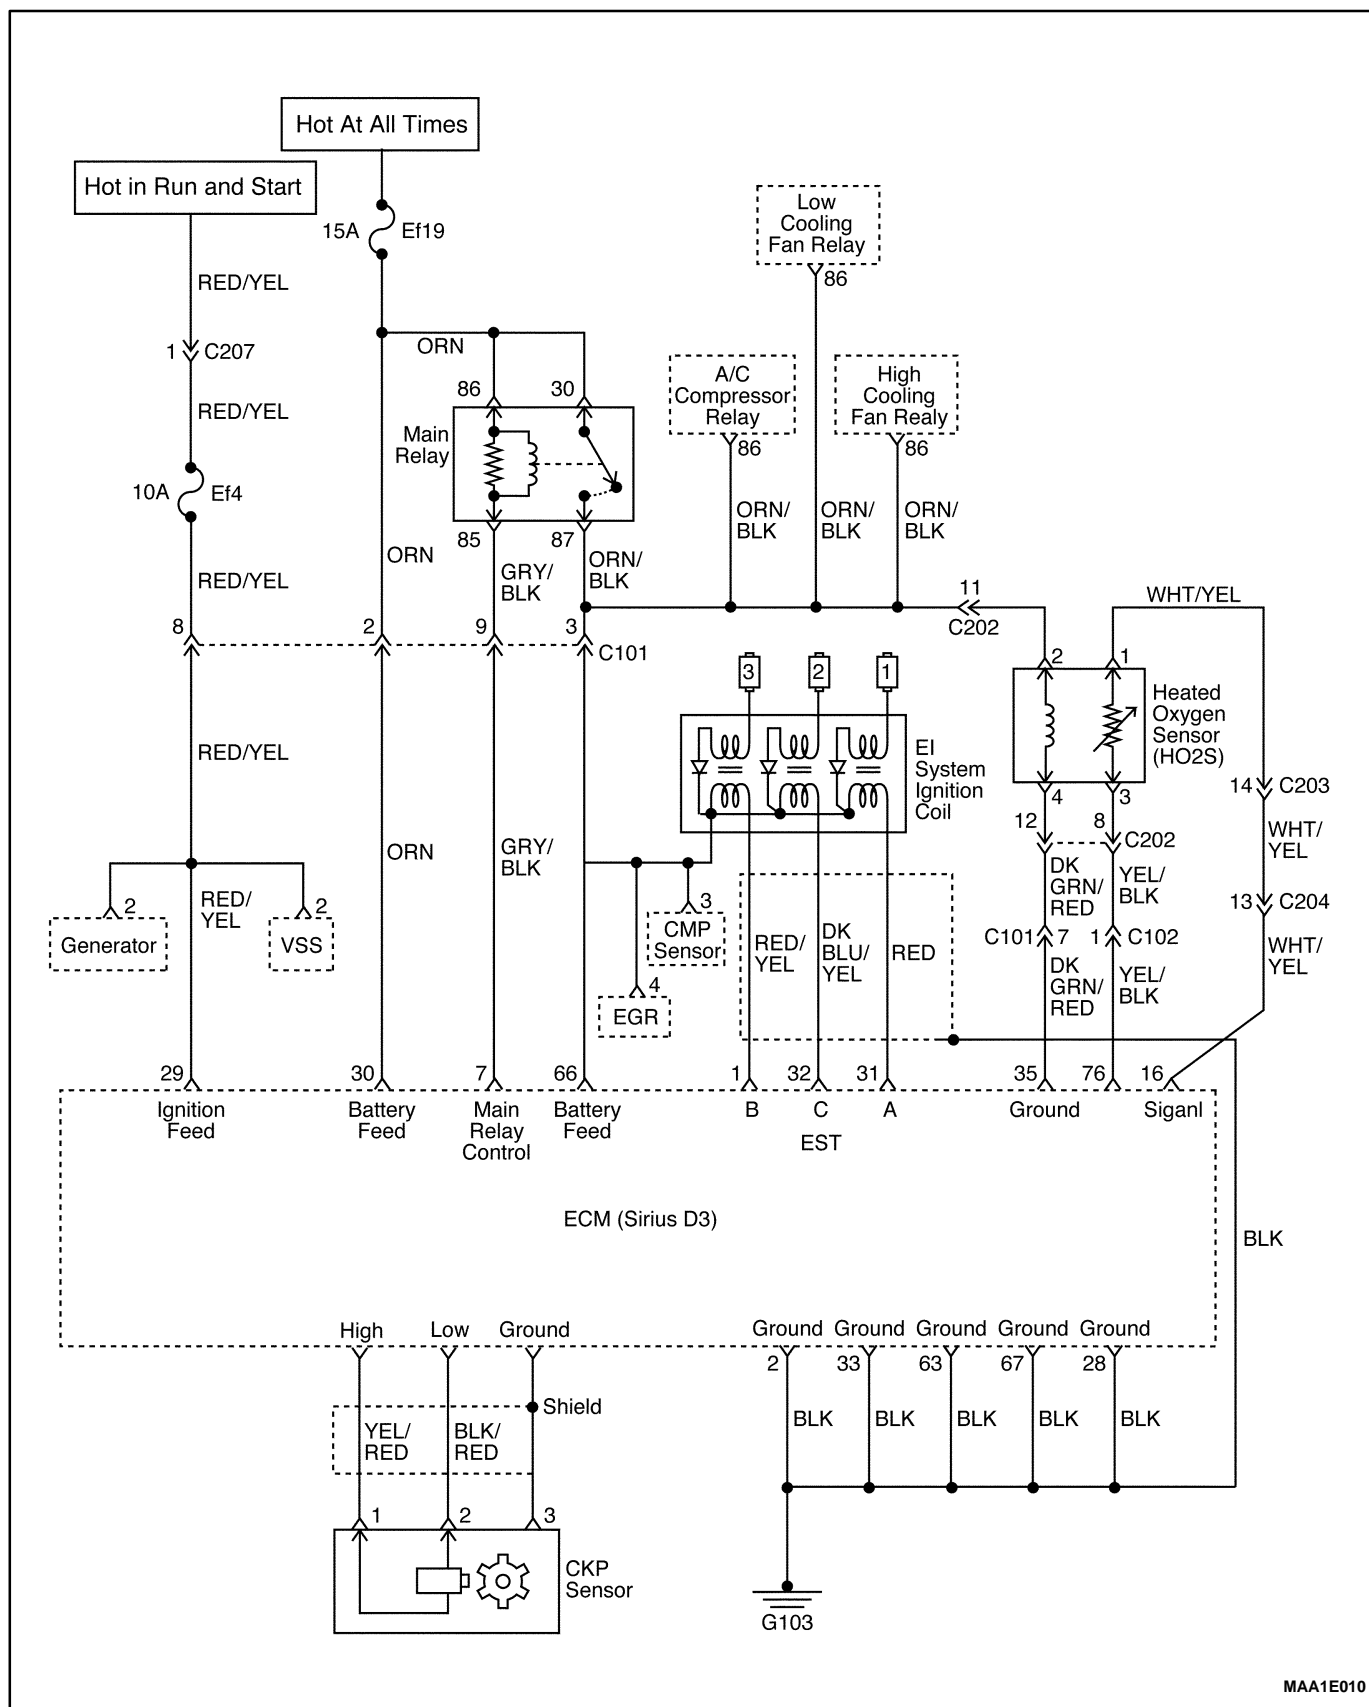 Hot At All Times
Hot in Run and Start
15A
Ef19
RED/YEL
1
C207
RED/YEL
10A
Ef4
RED/YEL
ORN
86
30
Main
Relay
85
87
ORN
GRY/
BLK
ORN/
BLK
Low
Cooling
Fan Relay
86
A/C
Compressor
Relay
86
High
Cooling
Fan Realy
86
ORN/
BLK
ORN/
BLK
ORN/
BLK
11
C202
WHT/YEL
8
2
9
3
C101
3
2
1
EI
System
Ignition
Coil
2
1
Heated
Oxygen
Sensor
(HO2S)
4
3
14
C203
12
8
C202
WHT/
YEL
RED/YEL
ORN
GRY/
BLK
DK
GRN/
RED
YEL/
BLK
13
C204
C101
7
1
C102
WHT/
YEL
DK
GRN/
RED
YEL/
BLK
2
Generator
RED/
YEL
2
VSS
3
CMP
Sensor
4
EGR
RED/
YEL
DK
BLU/
YEL
RED
29
30
7
66
1
32
31
35
76
16
Ignition
Feed
Battery
Feed
Main
Relay
Control
Battery
Feed
B
C
A
EST
Ground
Siganl
ECM (Sirius D3)
BLK
High
Low
Ground
Ground
Ground
Ground
Ground
Ground
2
33
63
67
28
Shield
YEL/
RED
BLK/
RED
BLK
BLK
BLK
BLK
BLK
1
2
3
CKP
Sensor
G103
MAA1E010